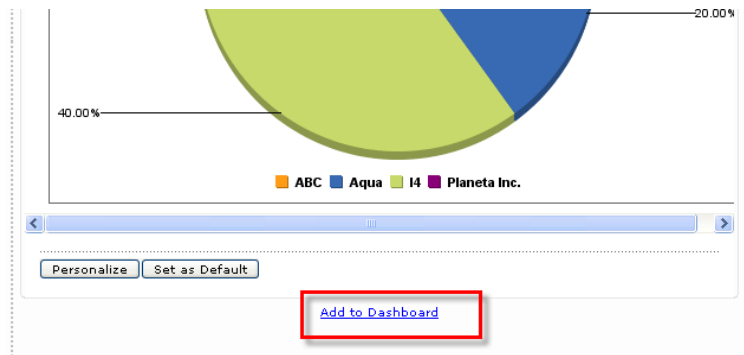 20.00%
40.00%
ABC Aqua I4 Planeta Inc.
Personalize Set as Default
Add to Dashboard